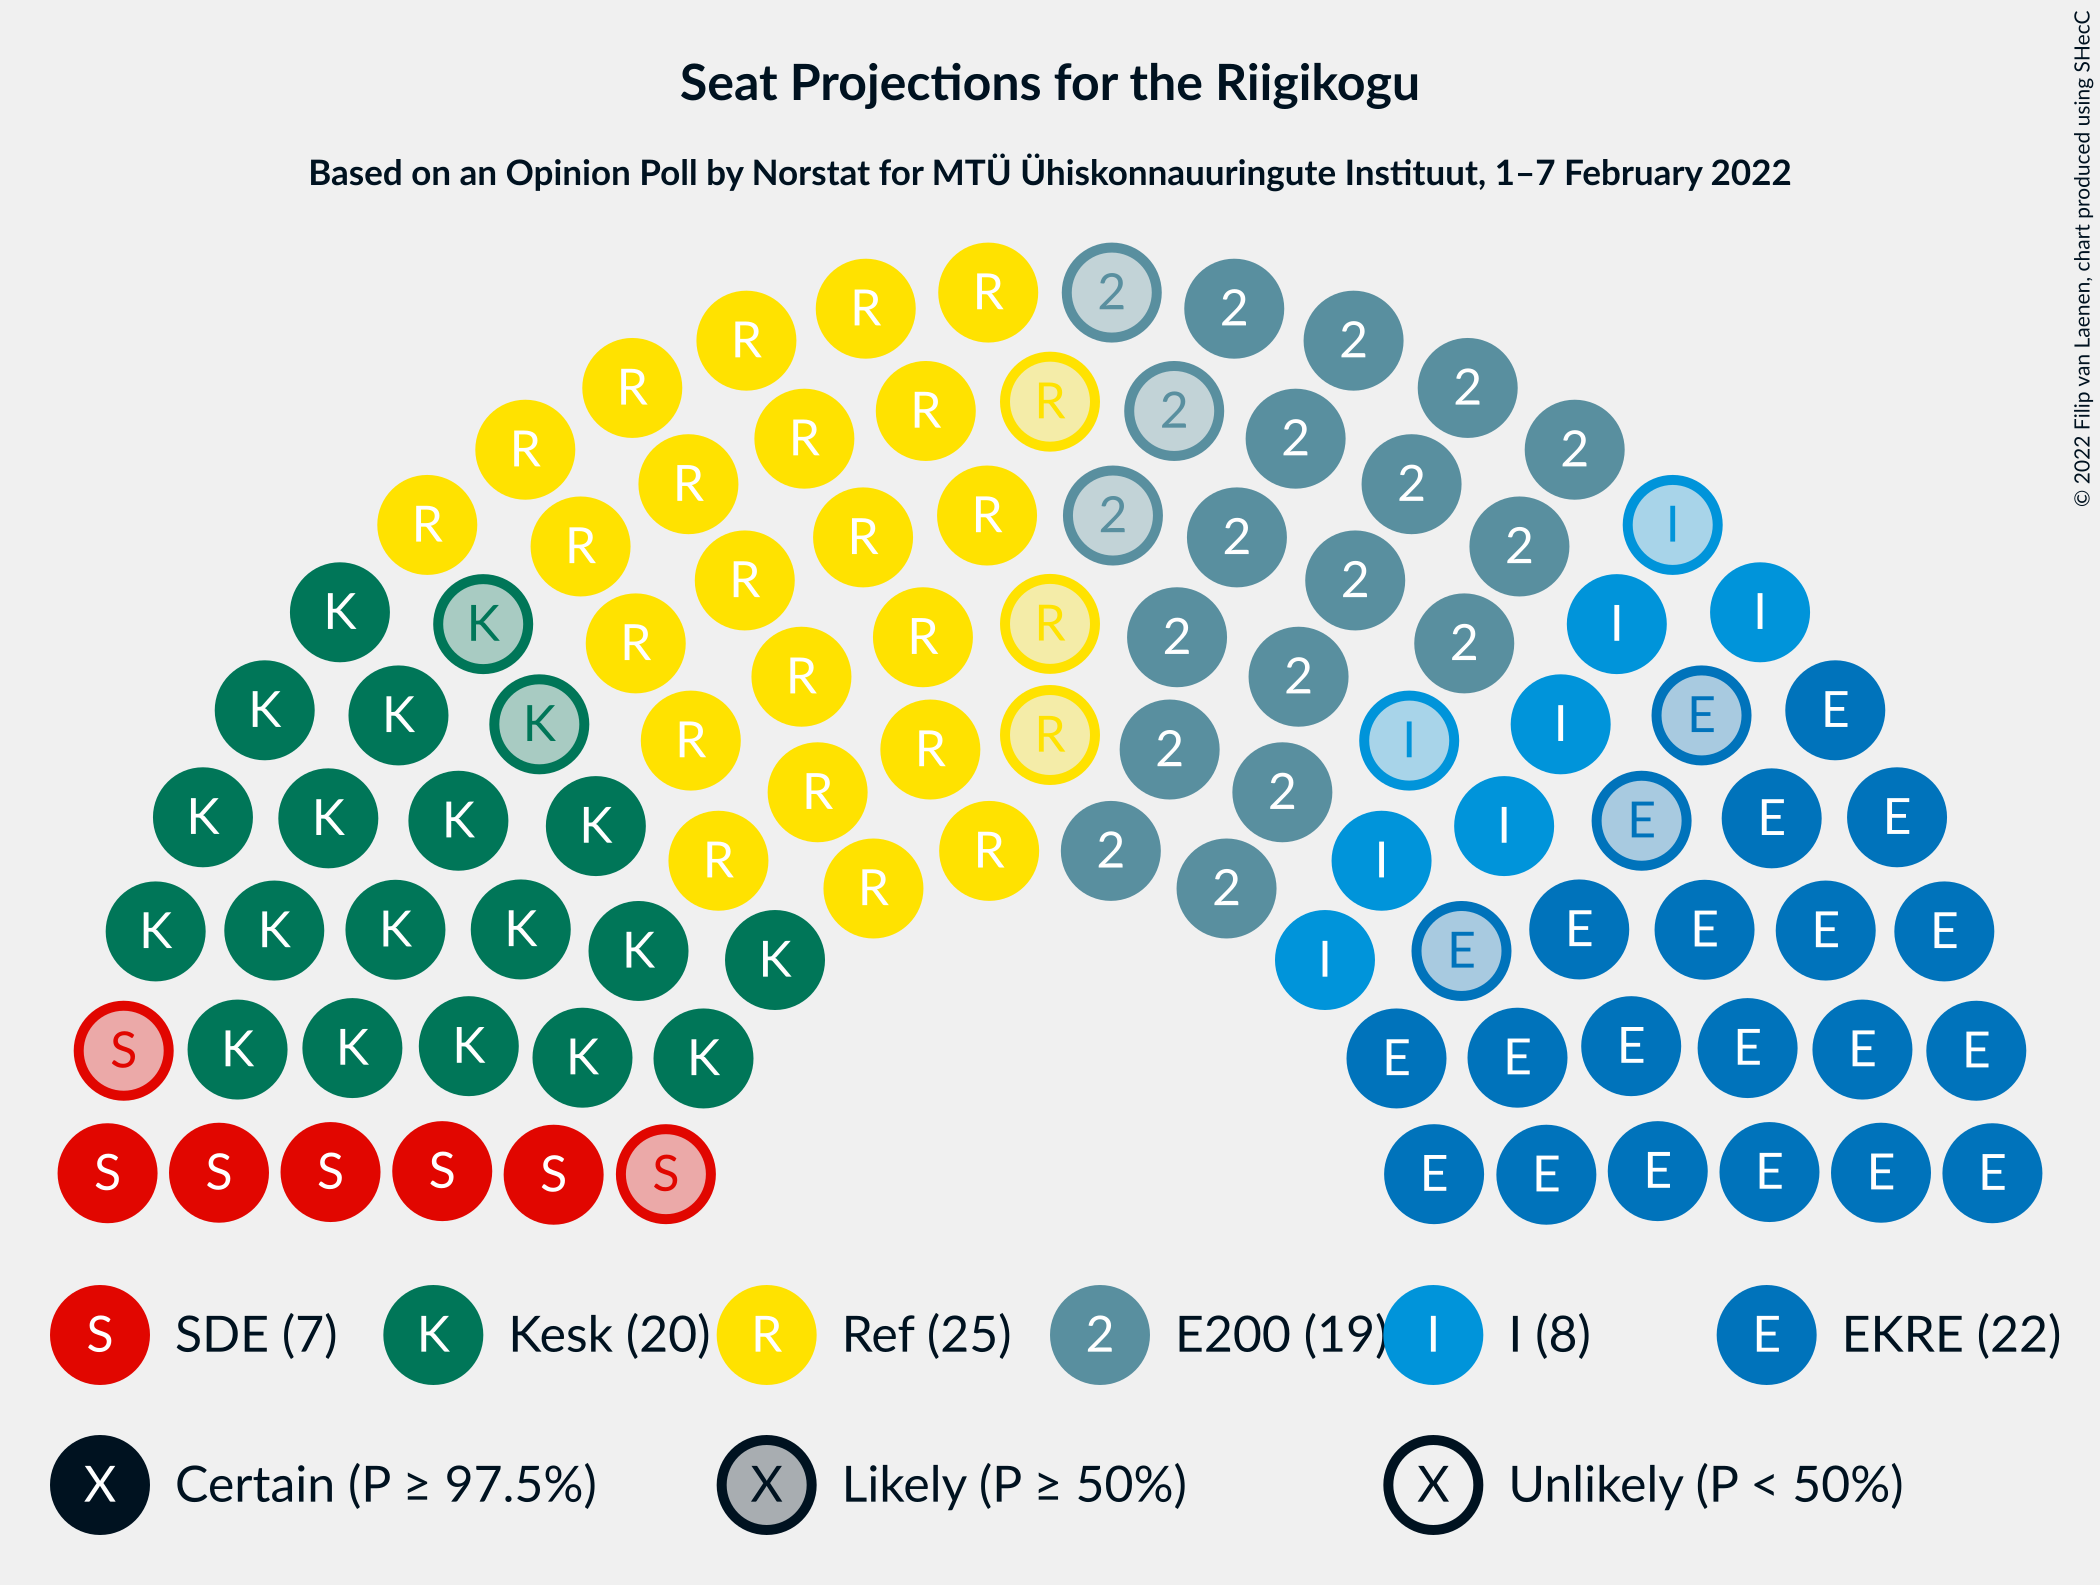 Seat Projections for the Riigikogu
Based on an Opinion Poll by Norstat for MTÜ Ühiskonnauuringute Instituut, 1–7 February 2022
© 2022 Filip van Laenen, chart produced using SHecC
R R 2 2
R 2
R R R 2 2
R R 2 2
R R 2 2
R R 2 I
R R 2 2
R R 2 2
K K R R R 2 2 2 I I
R 2
K K K R R R 2 2 I I E E
K K K K R R 2 2 I I E E E
R R 2 I
R 2
K K K K K K I E E E E E
S K K K K K E E E E E E
S S S S S S E E E E E E
S SDE (7) K Kesk (20) R Ref (25) 2 E200 (19) I I (8) E EKRE (22)
X Certain (P ≥ 97.5%) X Likely (P ≥ 50%) X Unlikely (P < 50%)